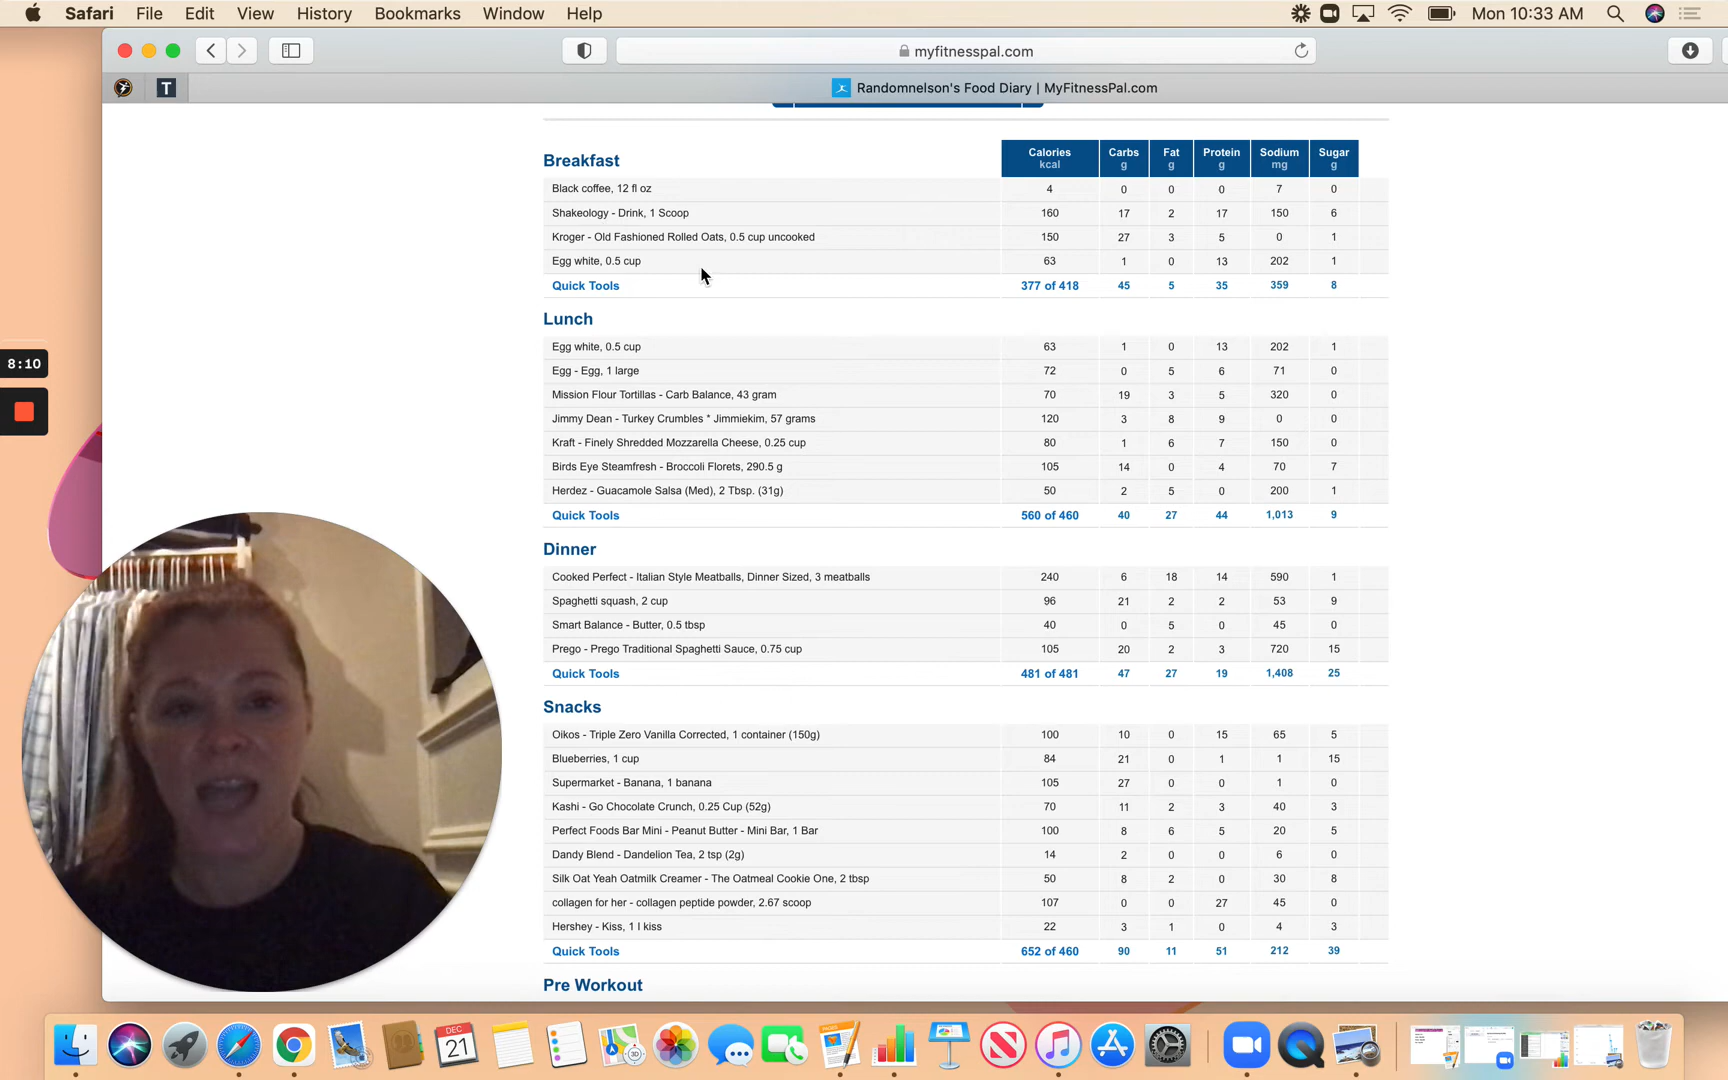 Safari File Edit View History Bookmarks Window Help Mon 10:33 AM
myfitnesspal.com
T Randomnelson's Food Diary | MyFitnessPal.com
Breakfast Calories kcal Carbs g Fat g Protein g Sodium mg Sugar g
Black coffee, 12 fl oz 4 0 0 0 7 0
Shakeology - Drink, 1 Scoop 160 17 2 17 150 6
Kroger - Old Fashioned Rolled Oats, 0.5 cup uncooked 150 27 3 5 0 1
Egg white, 0.5 cup 63 1 0 13 202 1
Quick Tools 377 of 418 45 5 35 359 8
Lunch
Egg white, 0.5 cup 63 1 0 13 202 1
8:10
Egg - Egg, 1 large 72 0 5 6 71 0
Mission Flour Tortillas - Carb Balance, 43 gram 70 19 3 5 320 0
Jimmy Dean - Turkey Crumbles * Jimmiekim, 57 grams 120 3 8 9 0 0
Kraft - Finely Shredded Mozzarella Cheese, 0.25 cup 80 1 6 7 150 0
Birds Eye Steamfresh - Broccoli Florets, 290.5 g 105 14 0 4 70 7
Herdez - Guacamole Salsa (Med), 2 Tbsp. (31g) 50 2 5 0 200 1
Quick Tools 560 of 460 40 27 44 1,013 9
Dinner
Cooked Perfect - Italian Style Meatballs, Dinner Sized, 3 meatballs 240 6 18 14 590 1
Spaghetti squash, 2 cup 96 21 2 2 53 9
Smart Balance - Butter, 0.5 tbsp 40 0 5 0 45 0
Prego - Prego Traditional Spaghetti Sauce, 0.75 cup 105 20 2 3 720 15
Quick Tools 481 of 481 47 27 19 1,408 25
Snacks
Oikos - Triple Zero Vanilla Corrected, 1 container (150g) 100 10 0 15 65 5
Blueberries, 1 cup 84 21 0 1 1 15
Supermarket - Banana, 1 banana 105 27 0 0 1 0
Kashi - Go Chocolate Crunch, 0.25 Cup (52g) 70 11 2 3 40 3
Perfect Foods Bar Mini - Peanut Butter - Mini Bar, 1 Bar 100 8 6 5 20 5
Dandy Blend - Dandelion Tea, 2 tsp (2g) 14 2 0 0 6 0
Silk Oat Yeah Oatmilk Creamer - The Oatmeal Cookie One, 2 tbsp 50 8 2 0 30 8
collagen for her - collagen peptide powder, 2.67 scoop 107 0 0 27 45 0
Hershey - Kiss, 1 l kiss 22 3 1 0 4 3
Quick Tools 652 of 460 90 11 51 212 39
Pre Workout
DEC
21
PAGES